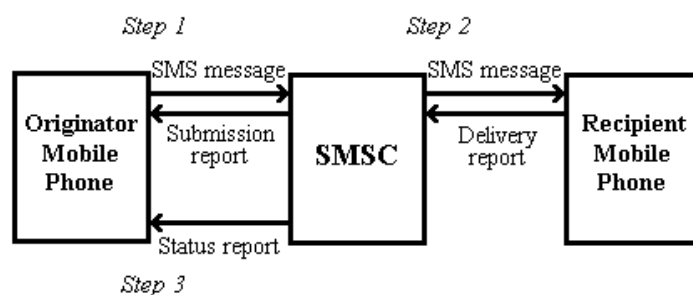 Step 1
Step 2
SMS message
SMS message
Originator
Mobile
Phone
Submission
report
SMSC
Delivery
report
Recipient
Mobile
Phone
Status report
Step 3